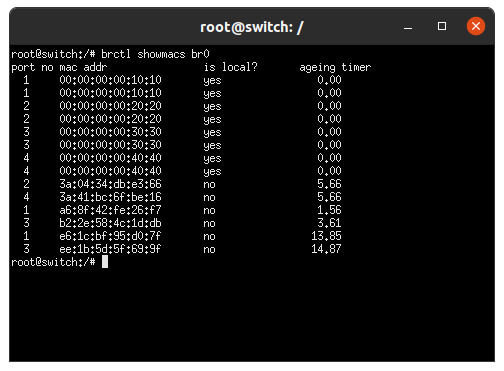 root@switch: /
root@switch:/# brctl showmacs br0
port no mac addr is local? ageing timer
1 00:00:00:00:10:10 yes 0.00
1 00:00:00:00:10:10 yes 0.00
2 00:00:00:00:20:20 yes 0.00
2 00:00:00:00:20:20 yes 0.00
3 00:00:00:00:30:30 yes 0.00
3 00:00:00:00:30:30 yes 0.00
4 00:00:00:00:40:40 yes 0.00
4 00:00:00:00:40:40 yes 0.00
2 3a:04:34:db:e3:66 no 5.66
4 3a:41:bc:6f:be:16 no 5.66
1 a6:8f:42:fe:26:f7 no 1.56
3 b2:2e:58:4c:1d:db no 3.61
1 e6:1c:bf:95:d0:7f no 13.85
3 ee:1b:5d:5f:69:9f no 14.87
root@switch:/#